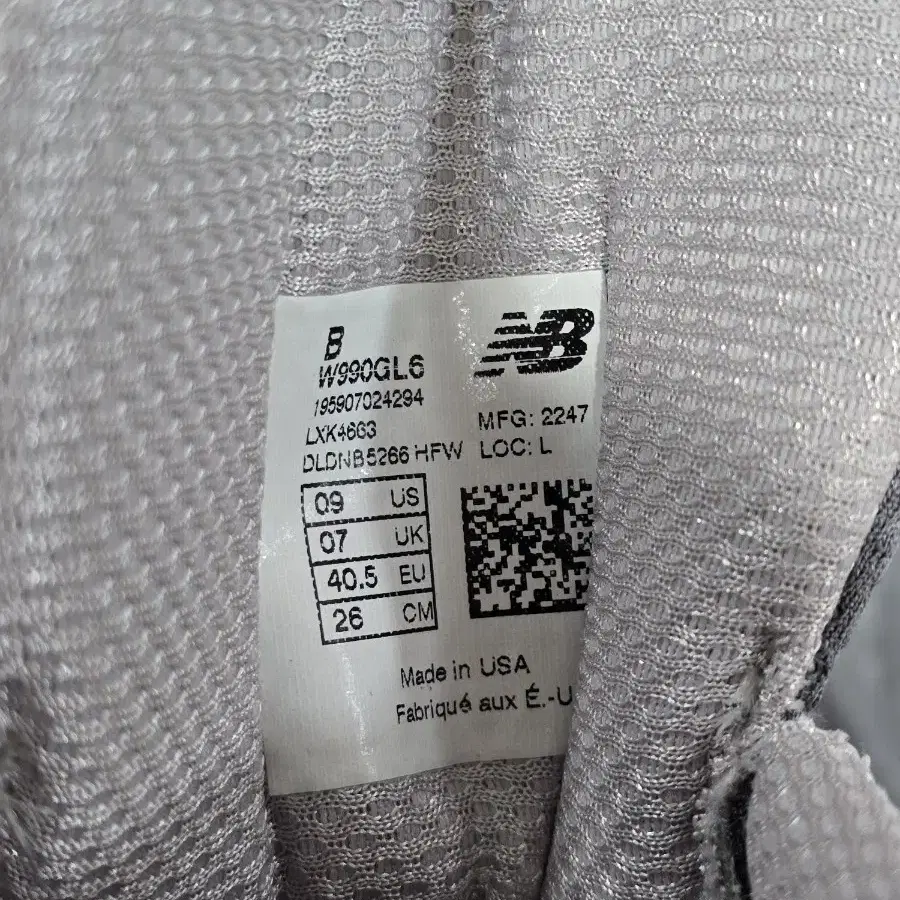 B
NB
W990GL6
195907024294
LXK4663
MFG: 2247
DLDNB5266 HFW LOC: L
09 US
07 UK
40.5 EU
26 CM
Made in USA
Fabriqué aux É.-U